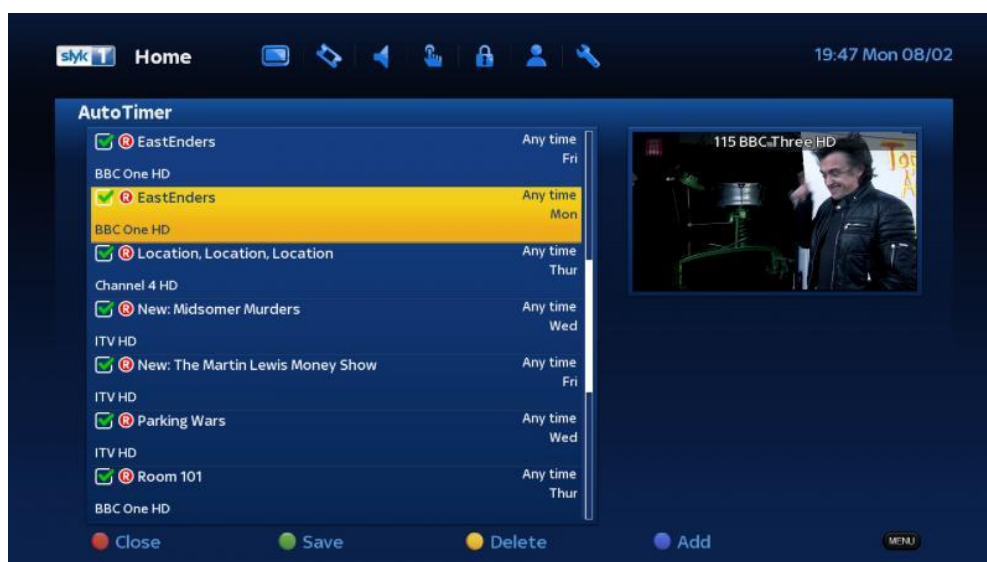 slyk T Home 19:47 Mon 08/02
AutoTimer
R EastEnders Any time
Fri
BBC One HD
R EastEnders Any time
Mon
BBC One HD
R Location, Location, Location Any time
Thur
Channel 4 HD
R New: Midsomer Murders Any time
Wed
ITV HD
R New: The Martin Lewis Money Show Any time
Fri
ITV HD
R Parking Wars Any time
Wed
ITV HD
R Room 101 Any time
Thur
BBC One HD
115 BBC Three HD
Close Save Delete Add MENU